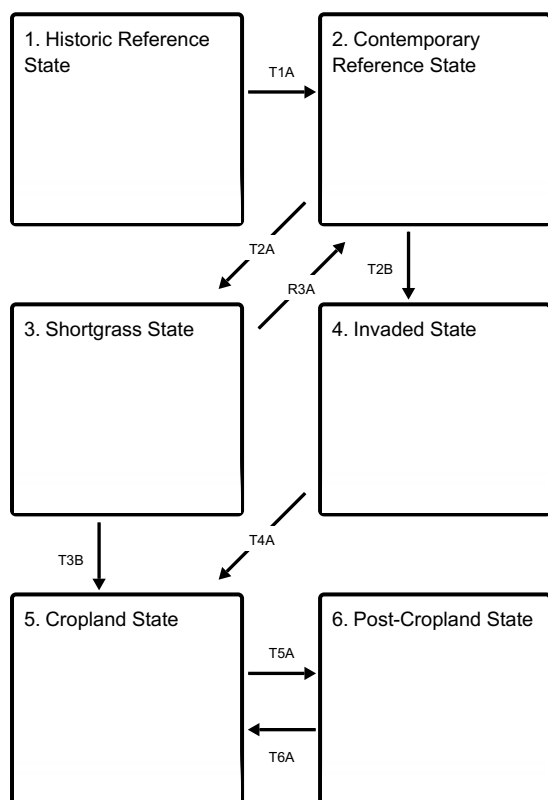 1. Historic Reference
State
T1A
2. Contemporary
Reference State
T2A
R3A
T2B
3. Shortgrass State
4. Invaded State
T3B
T4A
5. Cropland State
T5A
T6A
6. Post-Cropland State